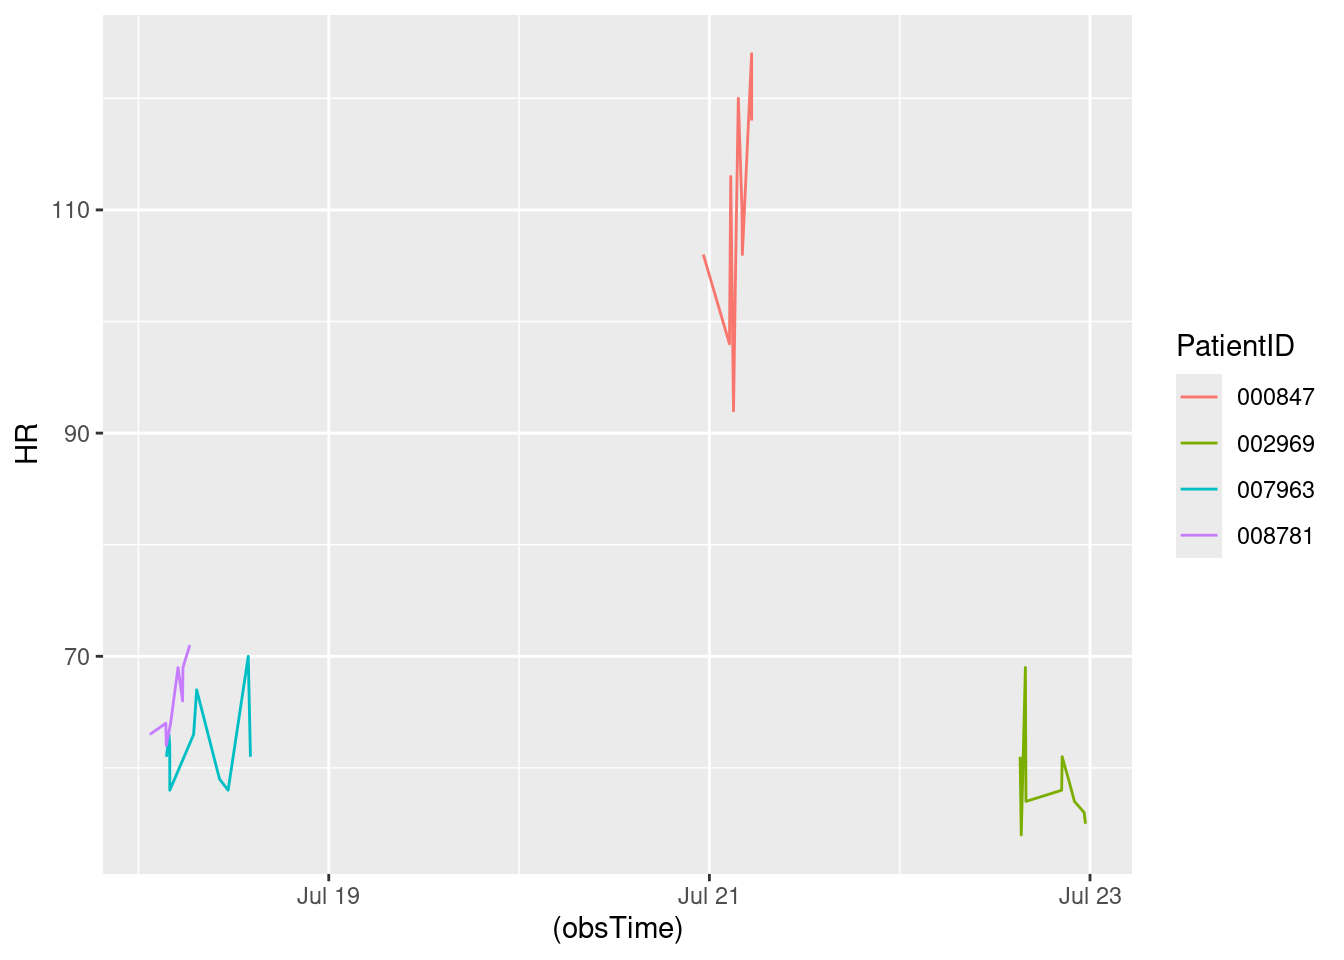 110
90
70
HR
Jul 19
Jul 21
Jul 23
(obsTime)
PatientID
000847
002969
007963
008781